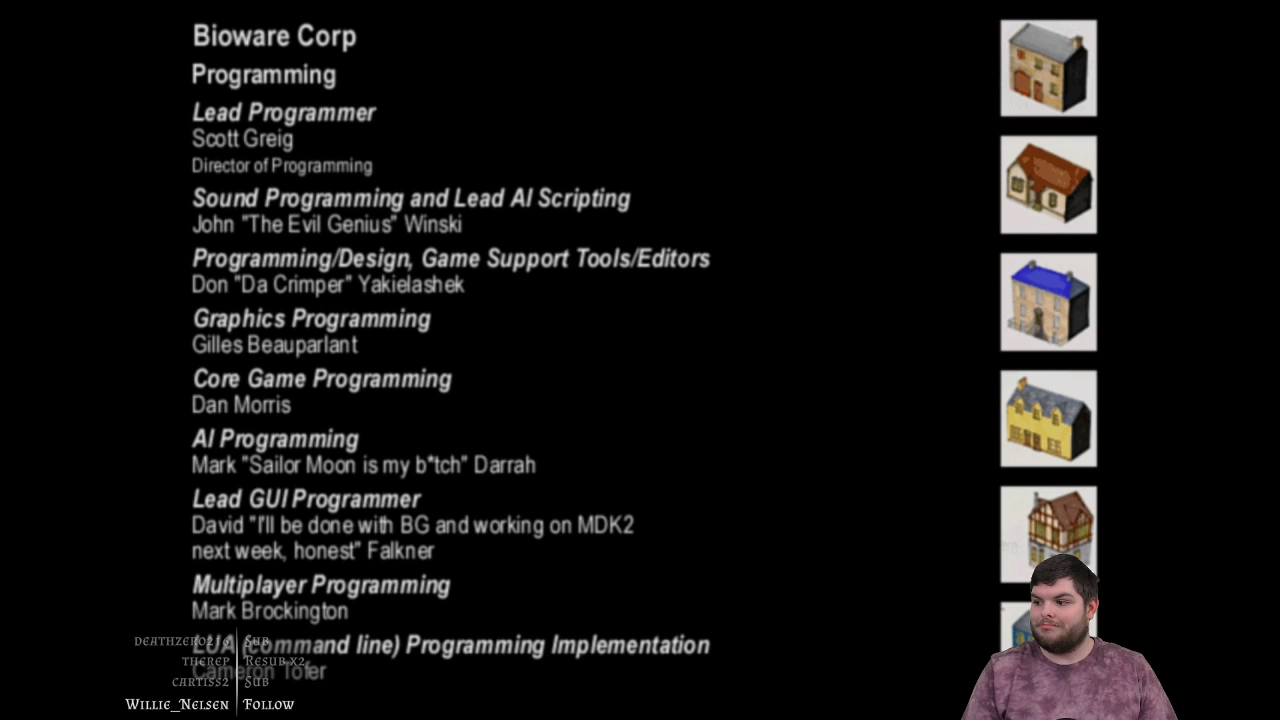 Bioware Corp
Programming
Lead Programmer
Scott Greig
Director of Programming
Sound Programming and Lead AI Scripting
John "The Evil Genius" Winski
Programming/Design, Game Support Tools/Editors
Don "Da Crimper" Yakielashek
Graphics Programming
Gilles Beauparlant
Core Game Programming
Dan Morris
AI Programming
Mark "Sailor Moon is my b*tch" Darrah
Lead GUI Programmer
David "I'll be done with BG and working on MDK2
next week, honest" Falkner
Multiplayer Programming
Mark Brockington
LUA (command line) Programming Implementation
Cameron Tofer
deathzero216 Sub
therep Resub x2
cartiss2 Sub
Willie_Nelsen Follow